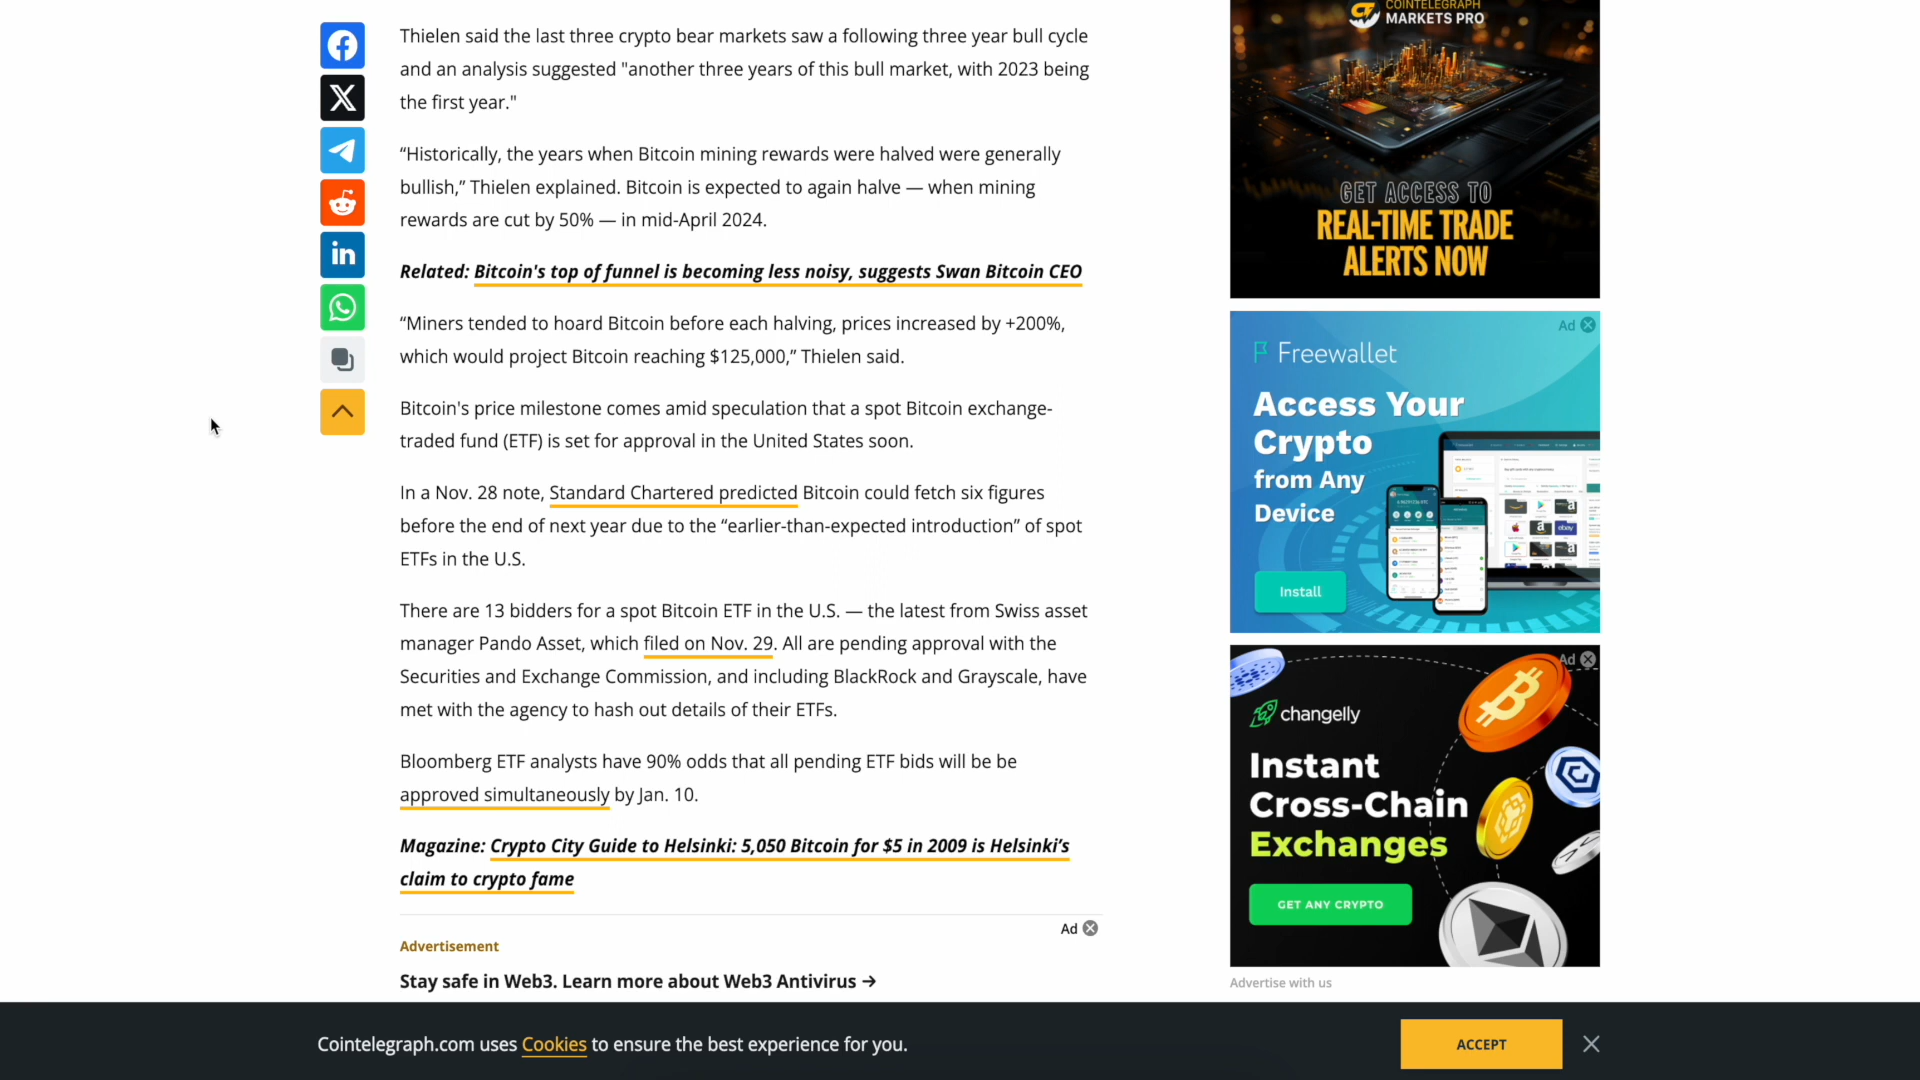 Thielen said the last three crypto bear markets saw a following three year bull cycle
and an analysis suggested "another three years of this bull market, with 2023 being
the first year."
“Historically, the years when Bitcoin mining rewards were halved were generally
bullish,” Thielen explained. Bitcoin is expected to again halve — when mining
rewards are cut by 50% — in mid-April 2024.
Related: Bitcoin's top of funnel is becoming less noisy, suggests Swan Bitcoin CEO
“Miners tended to hoard Bitcoin before each halving, prices increased by +200%,
which would project Bitcoin reaching $125,000,” Thielen said.
Bitcoin's price milestone comes amid speculation that a spot Bitcoin exchange-
traded fund (ETF) is set for approval in the United States soon.
In a Nov. 28 note, Standard Chartered predicted Bitcoin could fetch six figures
before the end of next year due to the “earlier-than-expected introduction” of spot
ETFs in the U.S.
There are 13 bidders for a spot Bitcoin ETF in the U.S. — the latest from Swiss asset
manager Pando Asset, which filed on Nov. 29. All are pending approval with the
Securities and Exchange Commission, and including BlackRock and Grayscale, have
met with the agency to hash out details of their ETFs.
Bloomberg ETF analysts have 90% odds that all pending ETF bids will be be
approved simultaneously by Jan. 10.
Magazine: Crypto City Guide to Helsinki: 5,050 Bitcoin for $5 in 2009 is Helsinki’s
claim to crypto fame
Ad
Advertisement
Stay safe in Web3. Learn more about Web3 Antivirus →
COINTELEGRAPH
MARKETS PRO
GET ACCESS TO
REAL-TIME TRADE
ALERTS NOW
Ad
Freewallet
Access Your
Crypto
from Any
Device
Install
Ad
changelly
Instant
Cross-Chain
Exchanges
GET ANY CRYPTO
Advertise with us
Cointelegraph.com uses Cookies to ensure the best experience for you.
ACCEPT